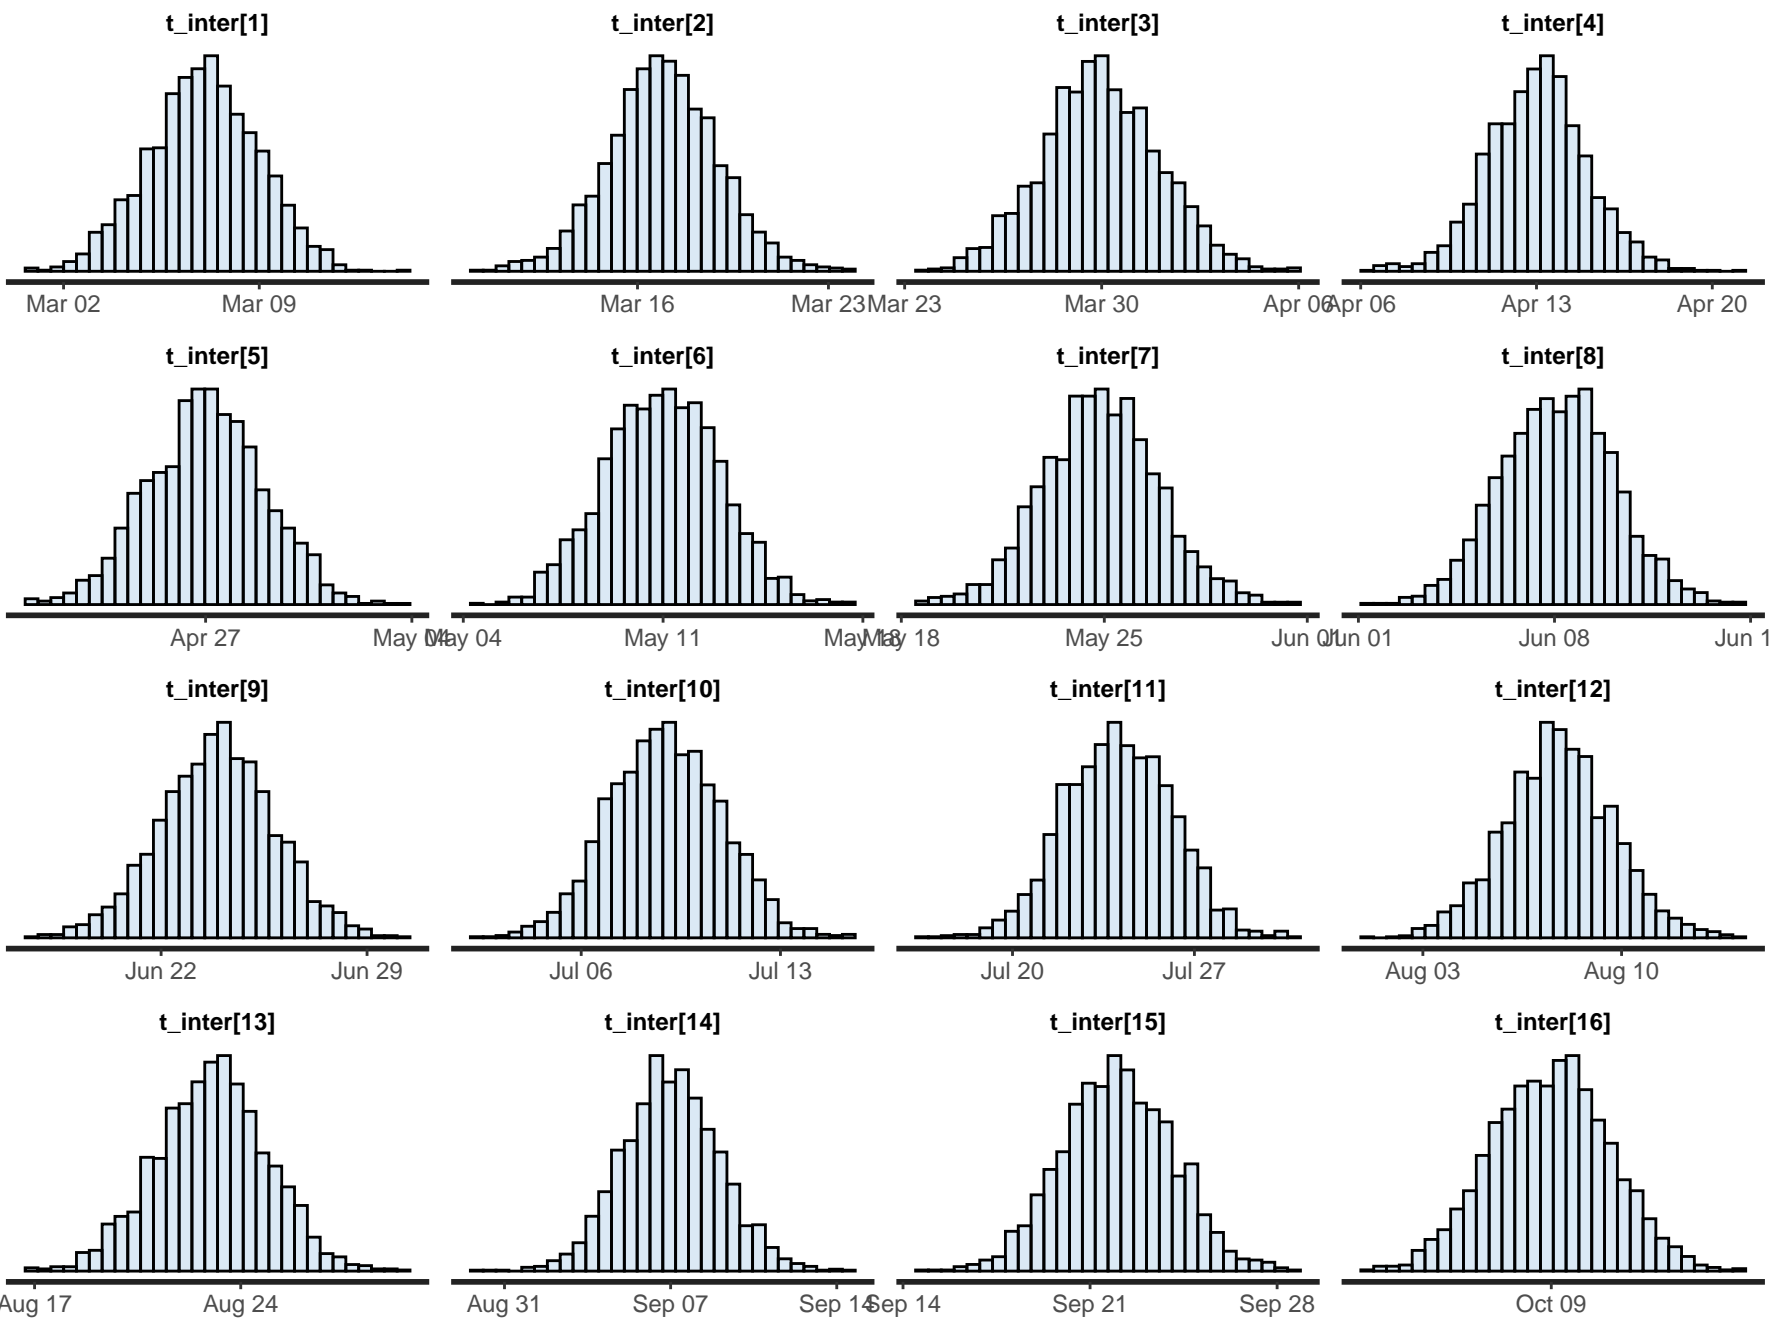 t_inter[1] t_inter[2] t_inter[3] t_inter[4]
Mar 02 Mar 09 Mar 16 Mar 23 Mar 23 Mar 30 Apr 06 Apr 06 Apr 13 Apr 20
t_inter[5] t_inter[6] t_inter[7] t_inter[8]
Apr 27 May 04 May 04 May 11 May 18 May 18 May 25 Jun 01 Jun 01 Jun 08 Jun 1
t_inter[9] t_inter[10] t_inter[11] t_inter[12]
Jun 22 Jun 29 Jul 06 Jul 13 Jul 20 Jul 27 Aug 03 Aug 10
t_inter[13] t_inter[14] t_inter[15] t_inter[16]
Aug 17 Aug 24 Aug 31 Sep 07 Sep 14 Sep 14 Sep 21 Sep 28 Oct 09